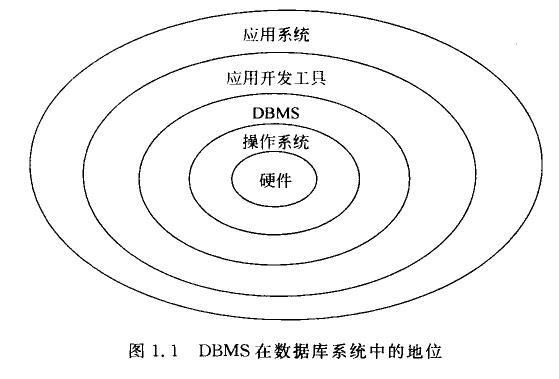 应用系统
应用开发工具
DBMS
操作系统
硬件
图 1.1 DBMS 在数据库系统中的地位